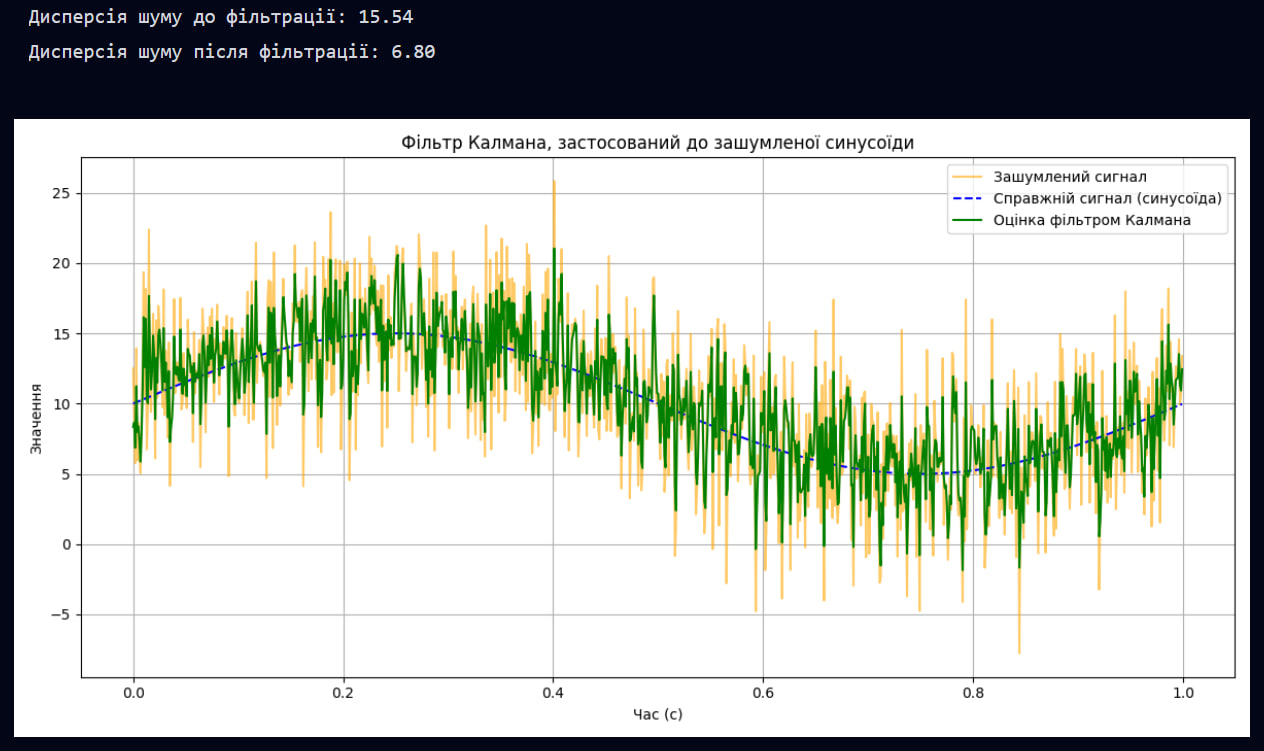 Дисперсія шуму до фільтрації: 15.54
Дисперсія шуму після фільтрації: 6.80
Фільтр Калмана, застосований до зашумленої синусоїди
Зашумлений сигнал
Справжній сигнал (синусоїда)
Оцінка фільтром Калмана
Значення
25
20
15
10
5
0
−5
0.0 0.2 0.4 0.6 0.8 1.0
Час (с)